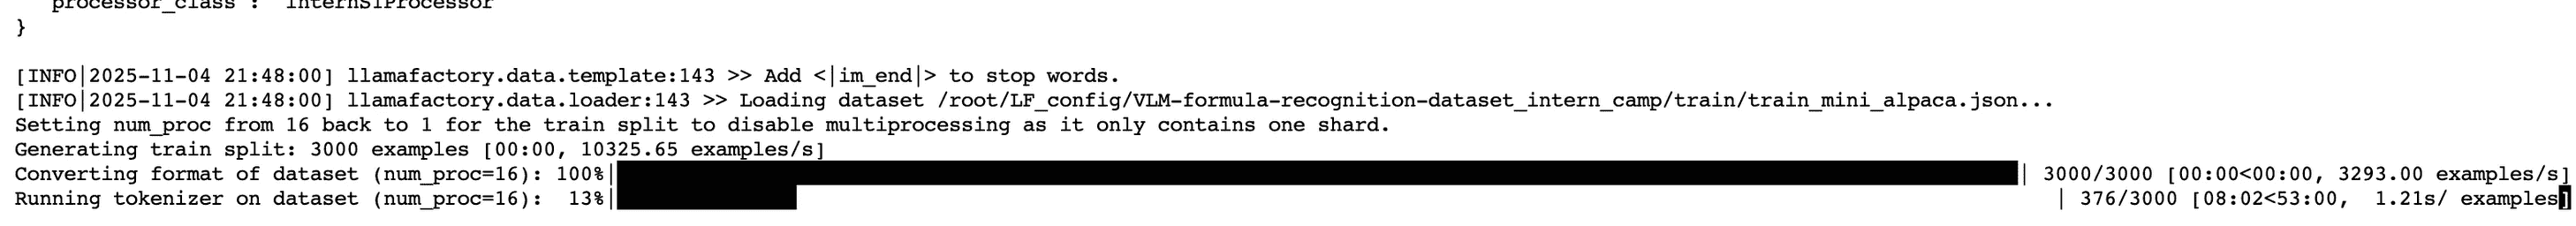 processor_class : InternS1Processor
}
[INFO|2025-11-04 21:48:00] llamafactory.data.template:143 >> Add <|im_end|> to stop words.
[INFO|2025-11-04 21:48:00] llamafactory.data.loader:143 >> Loading dataset /root/LF_config/VLM-formula-recognition-dataset_intern_camp/train/train_mini_alpaca.json...
Setting num_proc from 16 back to 1 for the train split to disable multiprocessing as it only contains one shard.
Generating train split: 3000 examples [00:00, 10325.65 examples/s]
Converting format of dataset (num_proc=16): 100%| | 3000/3000 [00:00<00:00, 3293.00 examples/s]
Running tokenizer on dataset (num_proc=16): 13%| | 376/3000 [08:02<53:00, 1.21s/ examples]